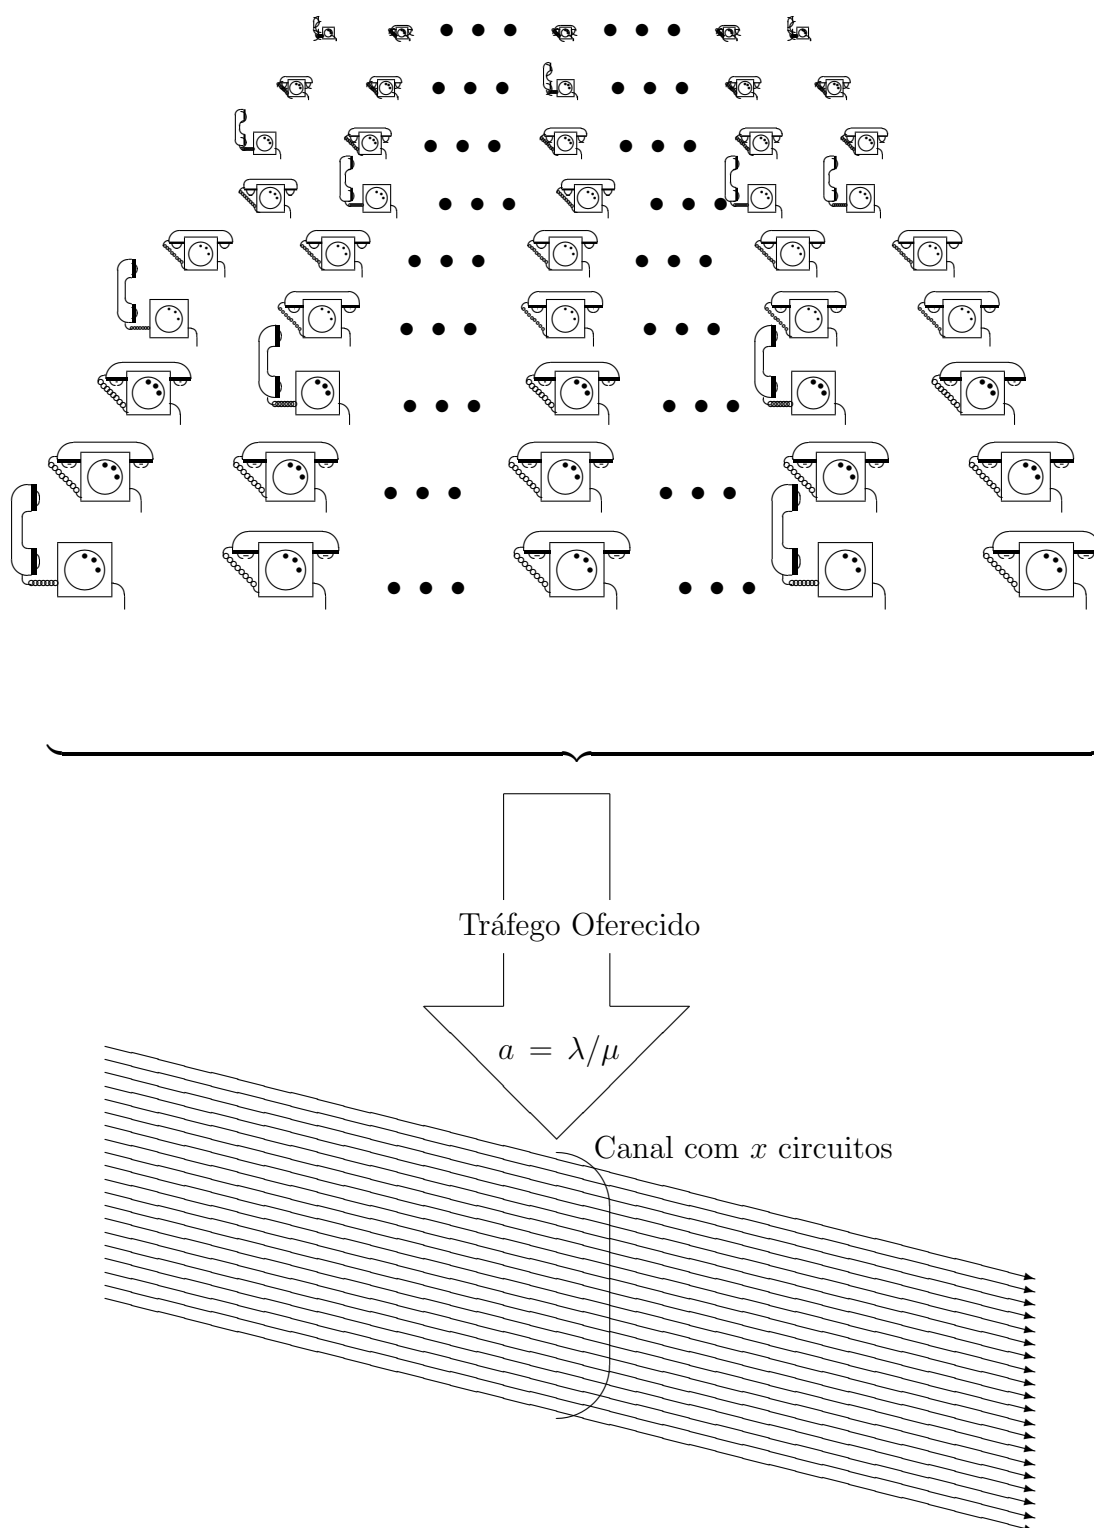 Tráfego Oferecido
a = λ/μ
Canal com x circuitos